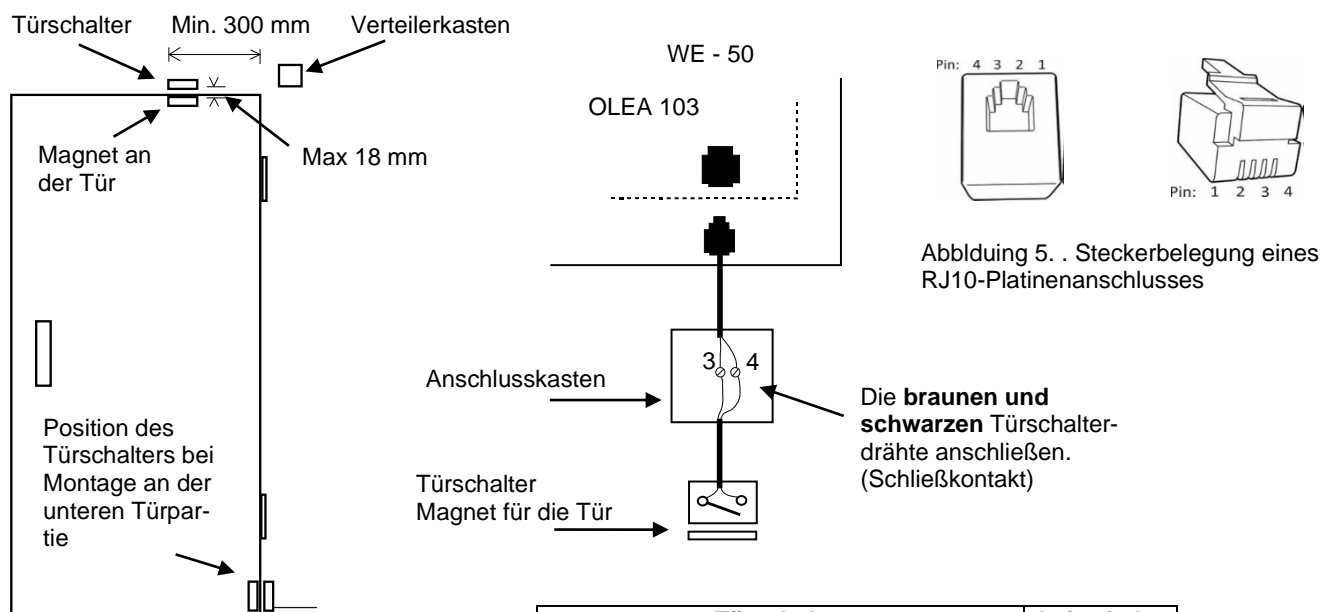 Türschalter
Min. 300 mm
Verteilerkasten
Magnet an
der Tür
Max 18 mm
Position des
Türschalters bei
Montage an der
unteren Türpar-
tie
WE - 50
OLEA 103
Anschlusskasten
3 4
Die braunen und
schwarzen Türschalter-
drähte anschließen.
(Schließkontakt)
Türschalter
Magnet für die Tür
Pin: 4 3 2 1
Pin: 1 2 3 4
Abblduing 5. . Steckerbelegung eines
RJ10-Platinenanschlusses